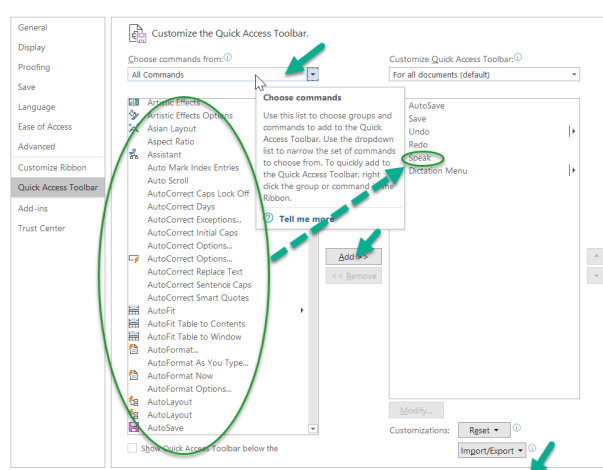 General
Display
Proofing
Save
Language
Ease of Access
Advanced
Customize Ribbon
Quick Access Toolbar
Add-ins
Trust Center
Customize the Quick Access Toolbar.
Choose commands from:
All Commands
Artistic Effects
Artistic Effects Options
Asian Layout
Aspect Ratio
Assistant
Auto Mark Index Entries
Auto Scroll
AutoCorrect Caps Lock Off
AutoCorrect Days
AutoCorrect Exceptions...
AutoCorrect Initial Caps
AutoCorrect Options...
AutoCorrect Options...
AutoCorrect Replace Text
AutoCorrect Sentence Caps
AutoCorrect Smart Quotes
AutoFit
AutoFit Table to Contents
AutoFit Table to Window
AutoFormat...
AutoFormat As You Type...
AutoFormat Now
AutoFormat Options...
AutoLayout
AutoLayout
AutoSave
Show Quick Access Toolbar below the
Choose commands
Use this list to choose groups and
commands to add to the Quick
Access Toolbar. Use the dropdown
list to narrow the set of commands
to choose from. To quickly add to
the Quick Access Toolbar, right
click the group or command the
Ribbon.
Tell me more
Add >>
<< Remove
Customize Quick Access Toolbar:
For all documents (default)
AutoSave
Save
Undo
Redo
Speak
Dictation Menu
Modify...
Customizations:
Reset
Import/Export